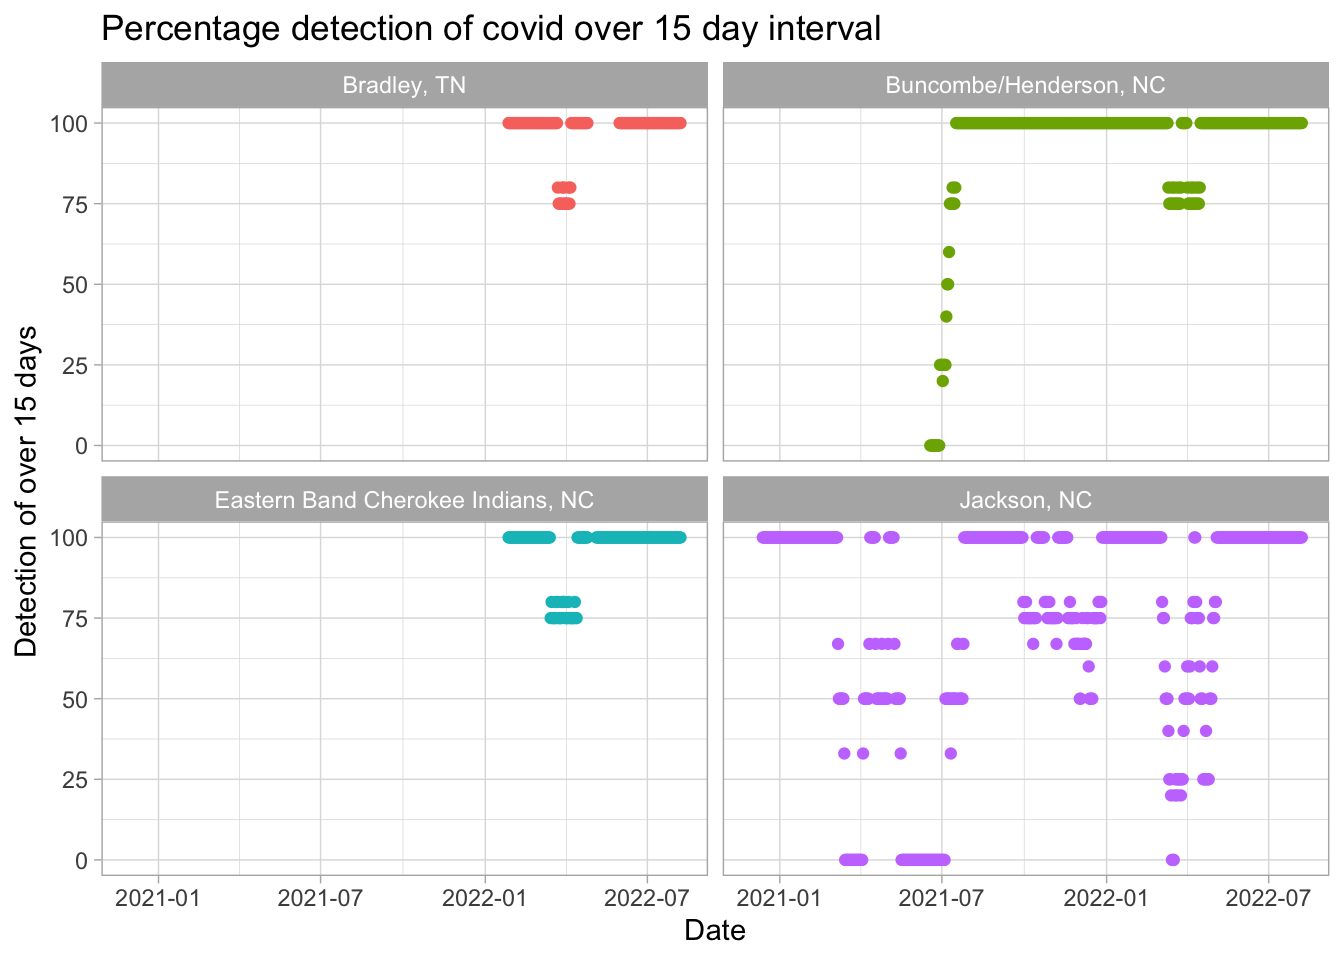 Percentage detection of covid over 15 day interval
Bradley, TN
Buncombe/Henderson, NC
100
75
50
25
0
Eastern Band Cherokee Indians, NC
Jackson, NC
100
75
50
25
0
Detection of over 15 days
2021-01 2021-07 2022-01 2022-07 2021-01 2021-07 2022-01 2022-07
Date